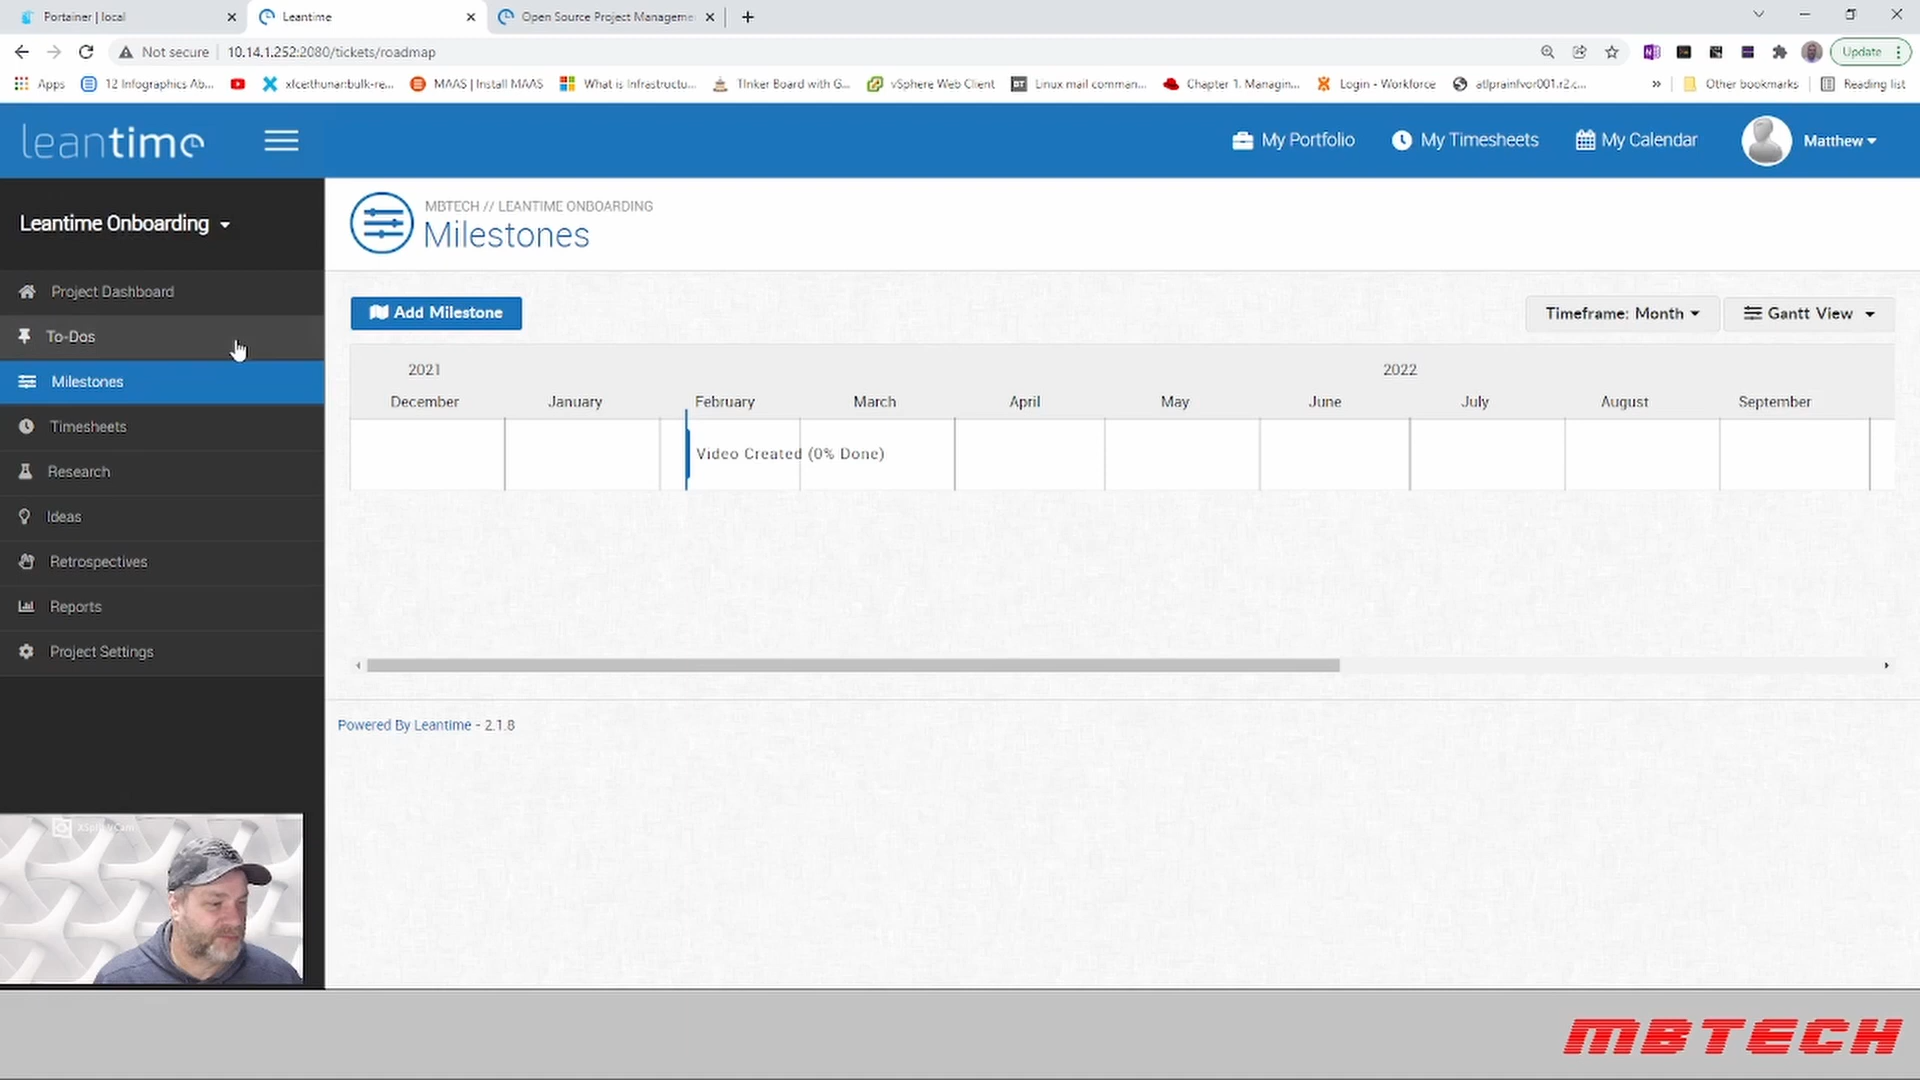 Portainer | local
Leantime
Open Source Project Manageme
Not secure
10.14.1.252:2080/tickets/roadmap
Update
Apps
12 Infographics Ab...
xfce:thunar:bulk-re...
MAAS | Install MAAS
What is Infrastructu...
TInker Board with G...
vSphere Web Client
Linux mail comman...
Chapter 1. Managin...
Login - Workforce
atlprainfvor001.r2.c...
»
Other bookmarks
Reading list
leantime
My Portfolio
My Timesheets
My Calendar
Matthew
Leantime Onboarding
MBTECH // LEANTIME ONBOARDING
Milestones
Project Dashboard
To-Dos
Milestones
Timesheets
Research
Ideas
Retrospectives
Reports
Project Settings
Add Milestone
Timeframe: Month
Gantt View
2021
2022
December
January
February
March
April
May
June
July
August
September
Video Created (0% Done)
Powered By Leantime - 2.1.8
MBTECH